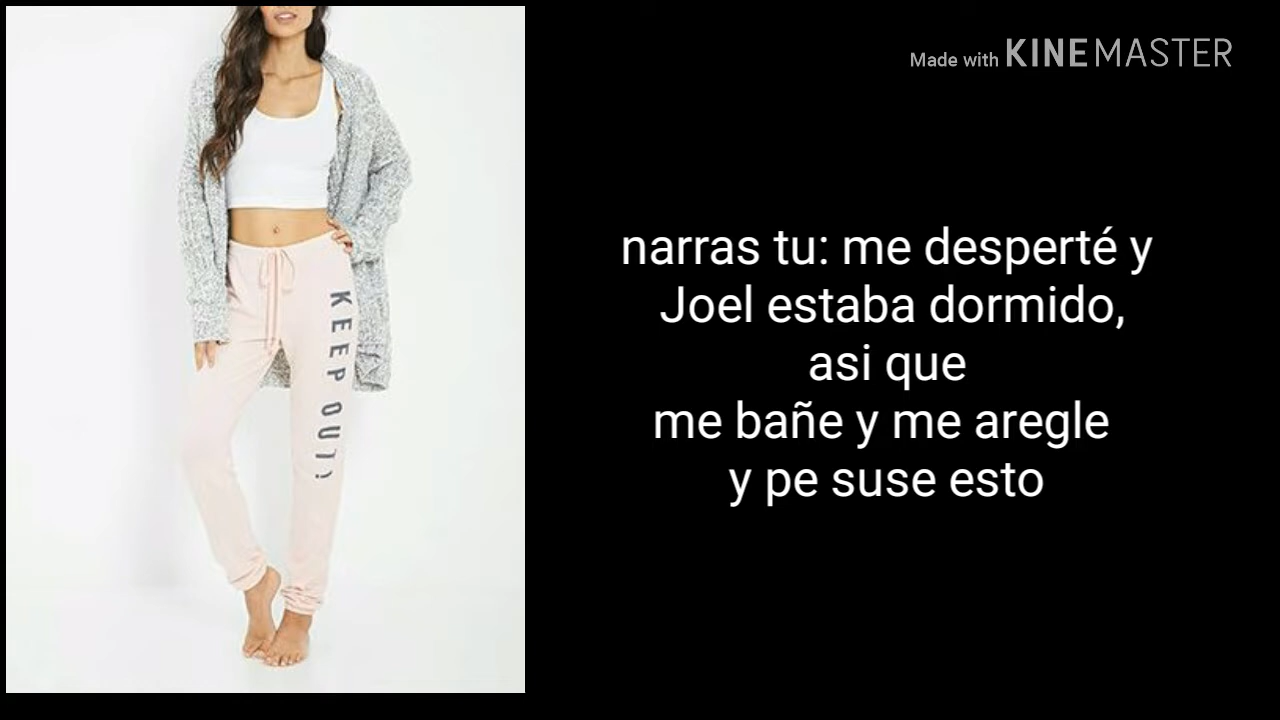 Made with KINEMASTER
KEEP OUT!
narras tu: me desperté y
Joel estaba dormido,
asi que
me bañe y me aregle
y pe suse esto